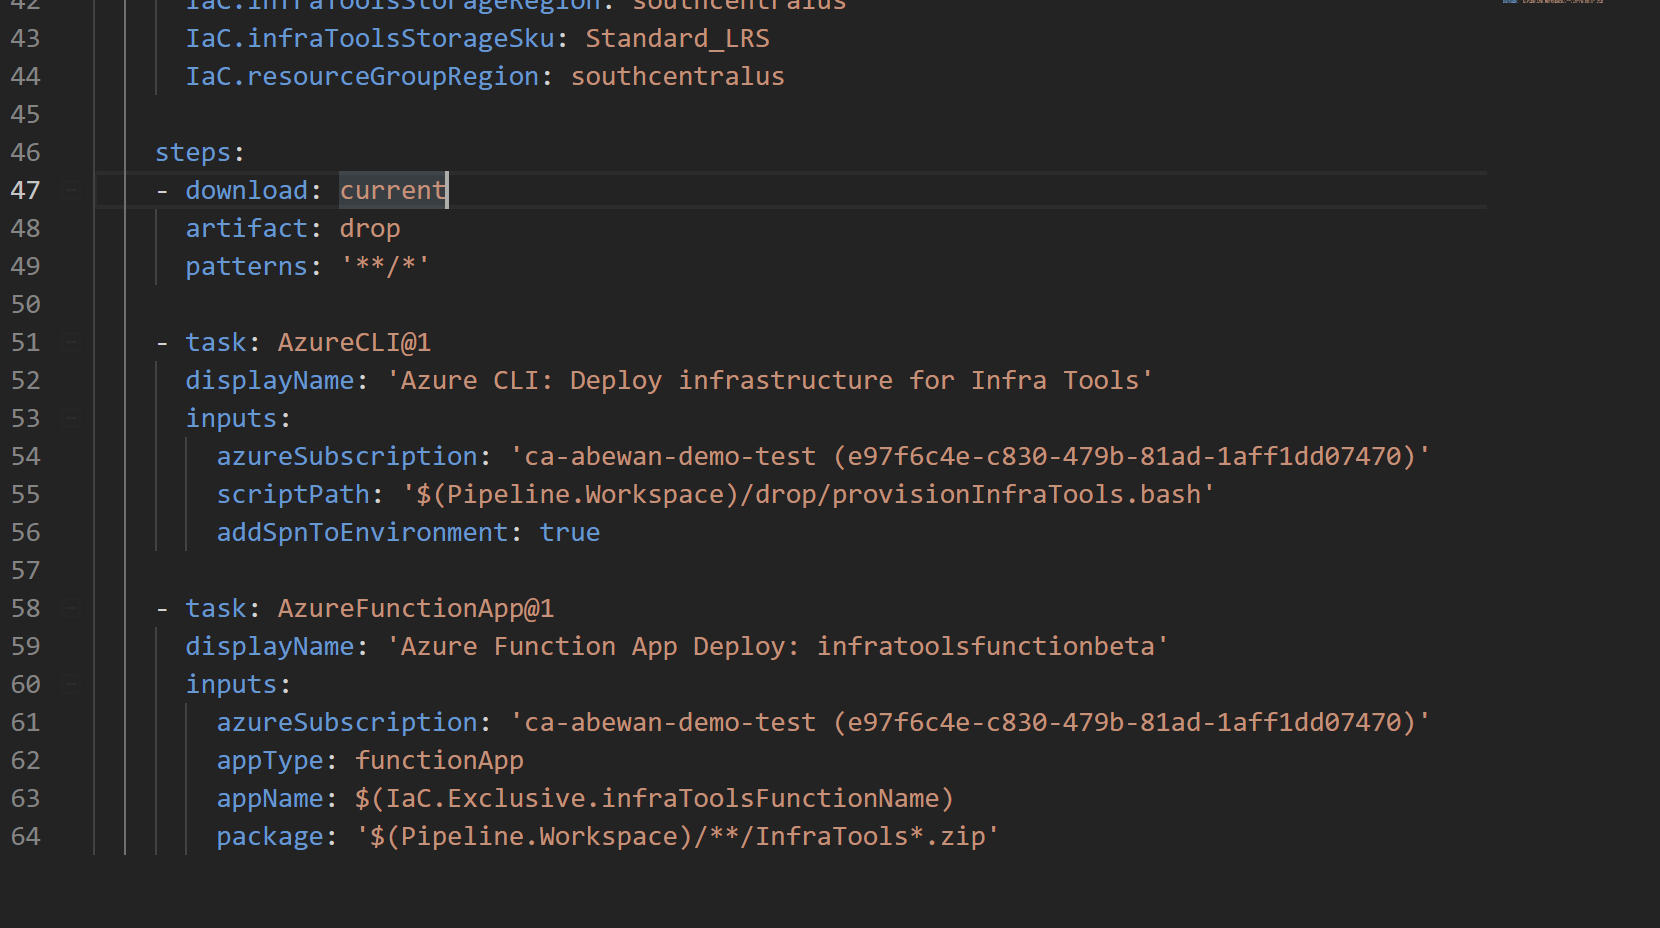 42 IaC.infraToolsStorageRegion: southcentralus
43 IaC.infraToolsStorageSku: Standard_LRS
44 IaC.resourceGroupRegion: southcentralus
45
46 steps:
47 - download: current
48 artifact: drop
49 patterns: '**/*'
50
51 - task: AzureCLI@1
52 displayName: 'Azure CLI: Deploy infrastructure for Infra Tools'
53 inputs:
54 azureSubscription: 'ca-abewan-demo-test (e97f6c4e-c830-479b-81ad-1aff1dd07470)'
55 scriptPath: '$(Pipeline.Workspace)/drop/provisionInfraTools.bash'
56 addSpnToEnvironment: true
57
58 - task: AzureFunctionApp@1
59 displayName: 'Azure Function App Deploy: infratoolsfunctionbeta'
60 inputs:
61 azureSubscription: 'ca-abewan-demo-test (e97f6c4e-c830-479b-81ad-1aff1dd07470)'
62 appType: functionApp
63 appName: $(IaC.Exclusive.infraToolsFunctionName)
64 package: '$(Pipeline.Workspace)/**/InfraTools*.zip'